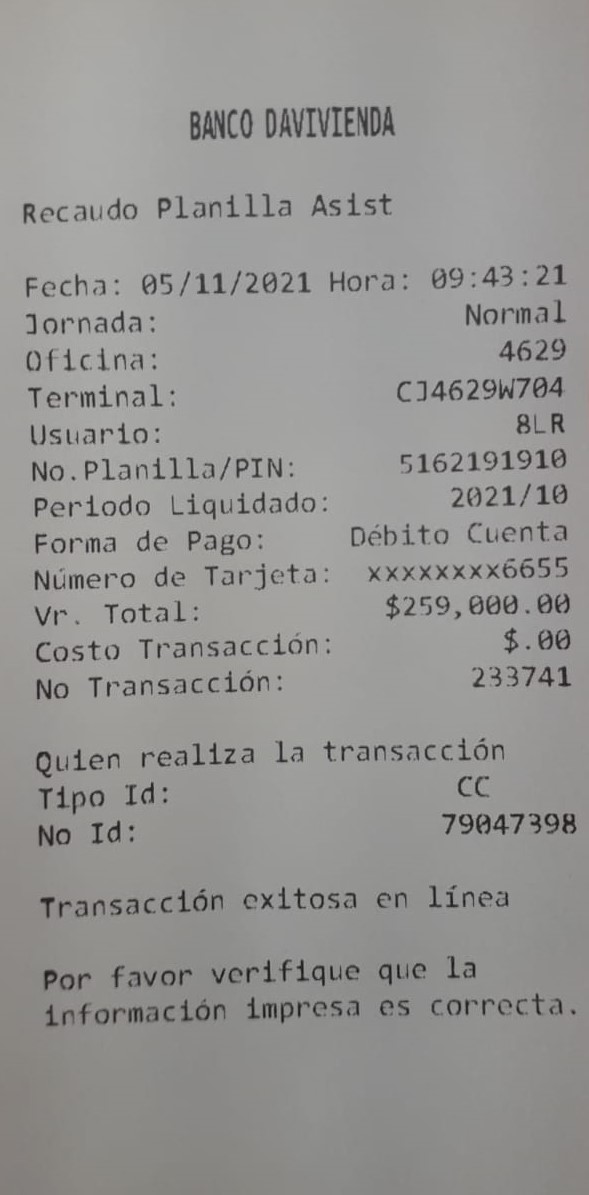 BANCO DAVIVIENDA
Recaudo Planilla Asist
Fecha: 05/11/2021 Hora: 09:43:21
Jornada: Normal
Oficina: 4629
Terminal: CJ4629W704
Usuario: 8LR
No.Planilla/PIN: 5162191910
Periodo Liquidado: 2021/10
Forma de Pago: Débito Cuenta
Número de Tarjeta: xxxxxxxx6655
Vr. Total: $259,000.00
Costo Transacción: $.00
No Transacción: 233741
Quien realiza la transacción
Tipo Id: CC
No Id: 79047398
Transacción exitosa en línea
Por favor verifique que la
información impresa es correcta.